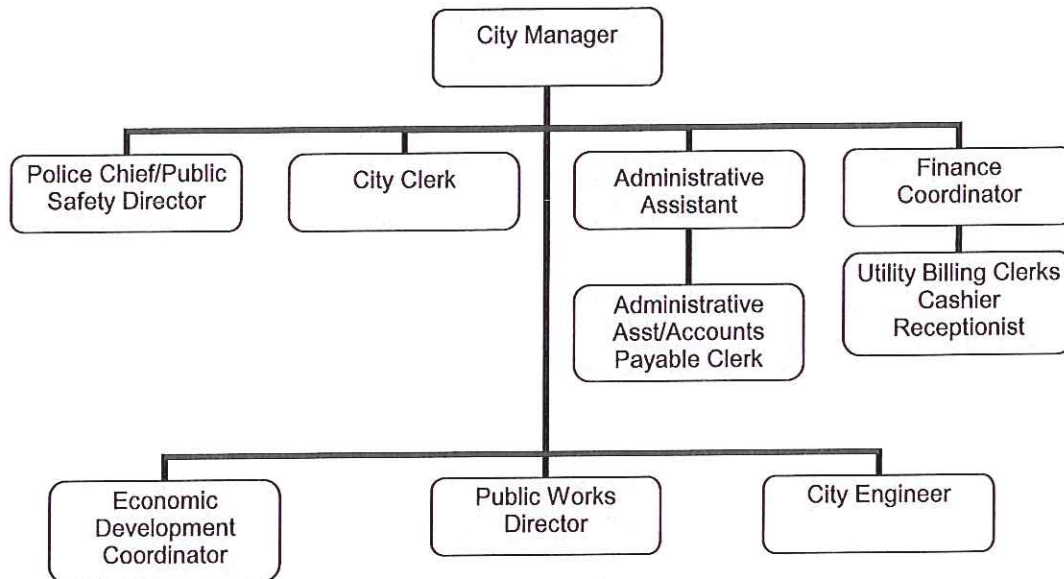 City Manager
Police Chief/Public
Safety Director
City Clerk
Administrative
Assistant
Finance
Coordinator
Administrative
Asst/Accounts
Payable Clerk
Utility Billing Clerks
Cashier
Receptionist
Economic
Development
Coordinator
Public Works
Director
City Engineer